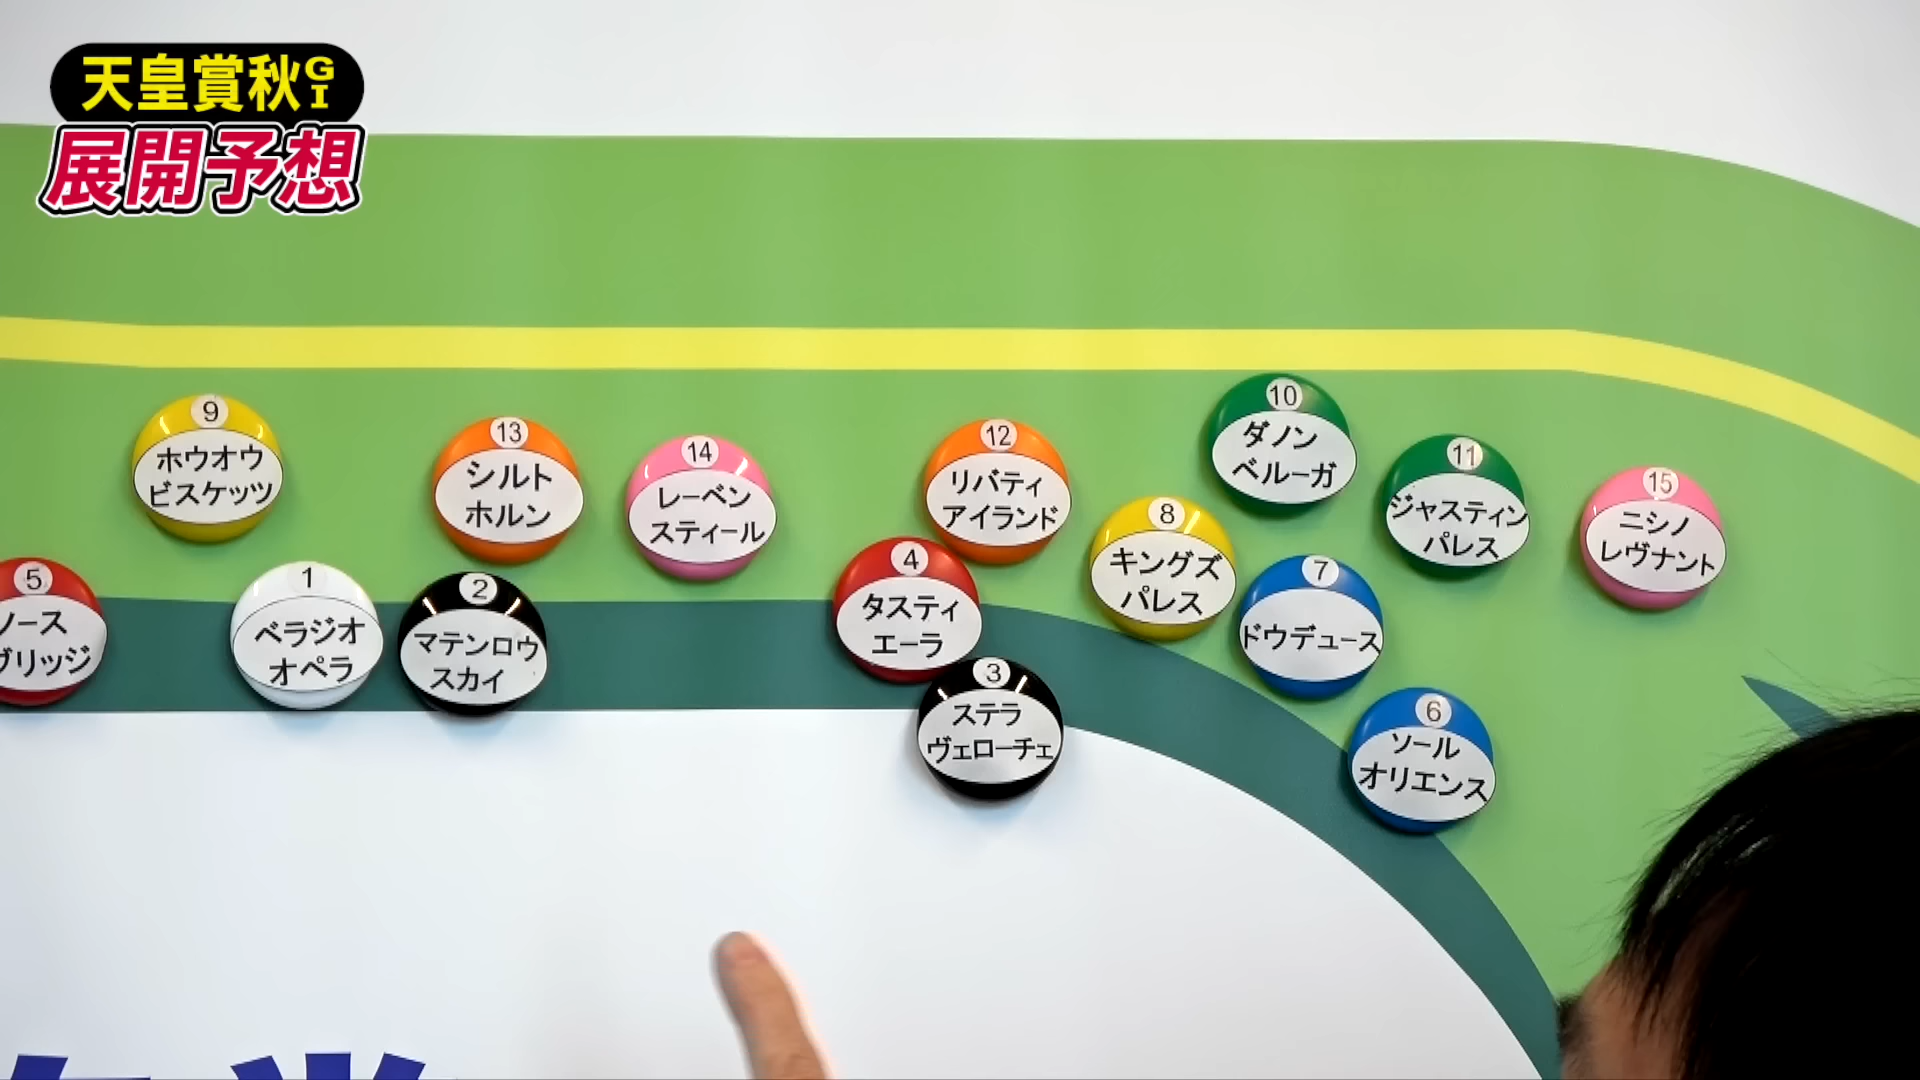 天皇賞秋GI
展開予想
9
ホウオウ
ビスケッツ
13
シルト
ホルン
14
レーベン
スティール
12
リバティ
アイランド
10
ダノン
ベルーガ
11
ジャスティン
パレス
15
ニシノ
レヴナント
8
キングズ
パレス
5
ノース
ブリッジ
1
ベラジオ
オペラ
2
マテンロウ
スカイ
4
タスティ
エーラ
7
ドウデュース
3
ステラ
ヴェローチェ
6
ソール
オリエンス